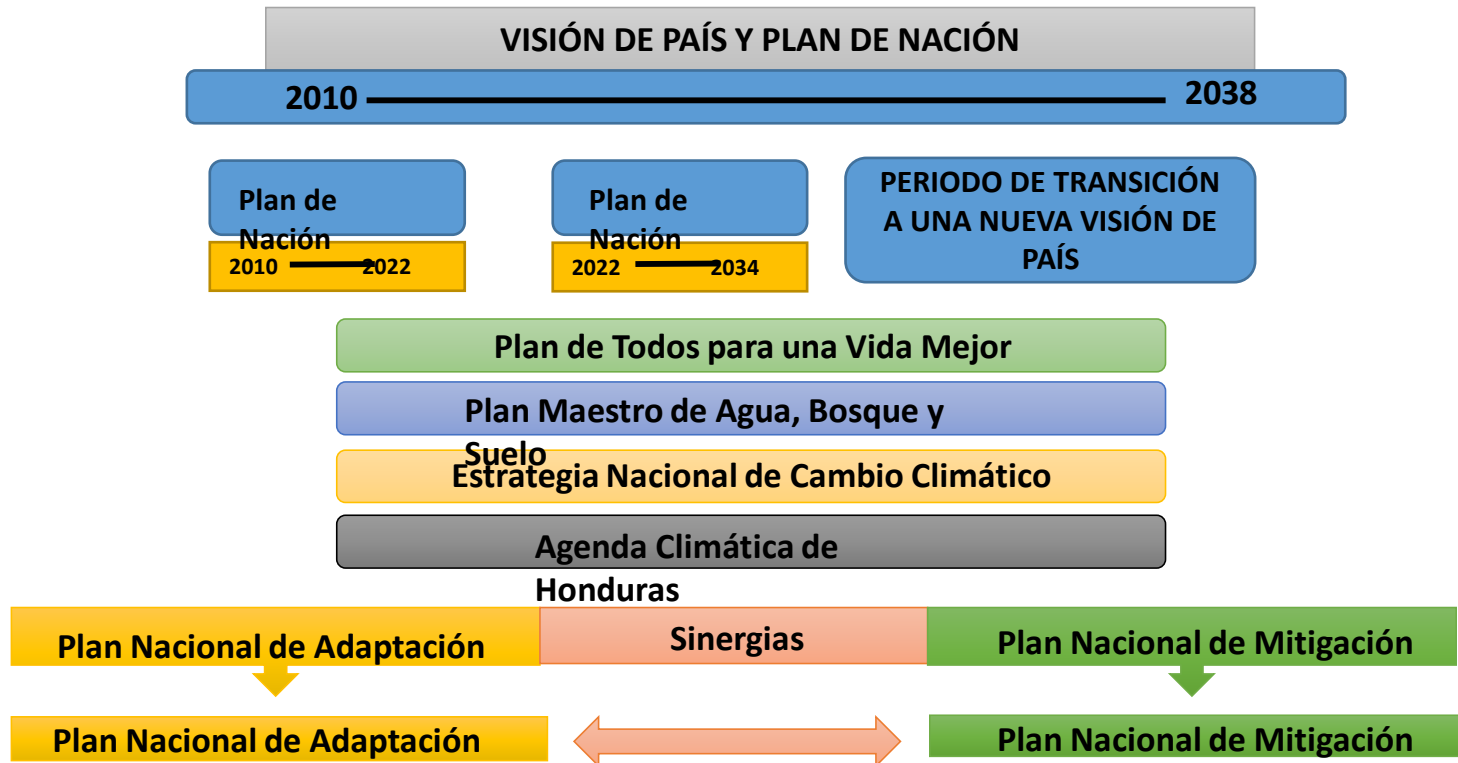 VISIÓN DE PAÍS Y PLAN DE NACIÓN
2010 2038
Plan de
Nación
2010 2022
Plan de
Nación
2022 2034
PERIODO DE TRANSICIÓN
A UNA NUEVA VISIÓN DE
PAÍS
Plan de Todos para una Vida Mejor
Plan Maestro de Agua, Bosque y
Suelo
Estrategia Nacional de Cambio Climático
Agenda Climática de
Honduras
Plan Nacional de Adaptación
Sinergias
Plan Nacional de Mitigación
Plan Nacional de Adaptación
Plan Nacional de Mitigación